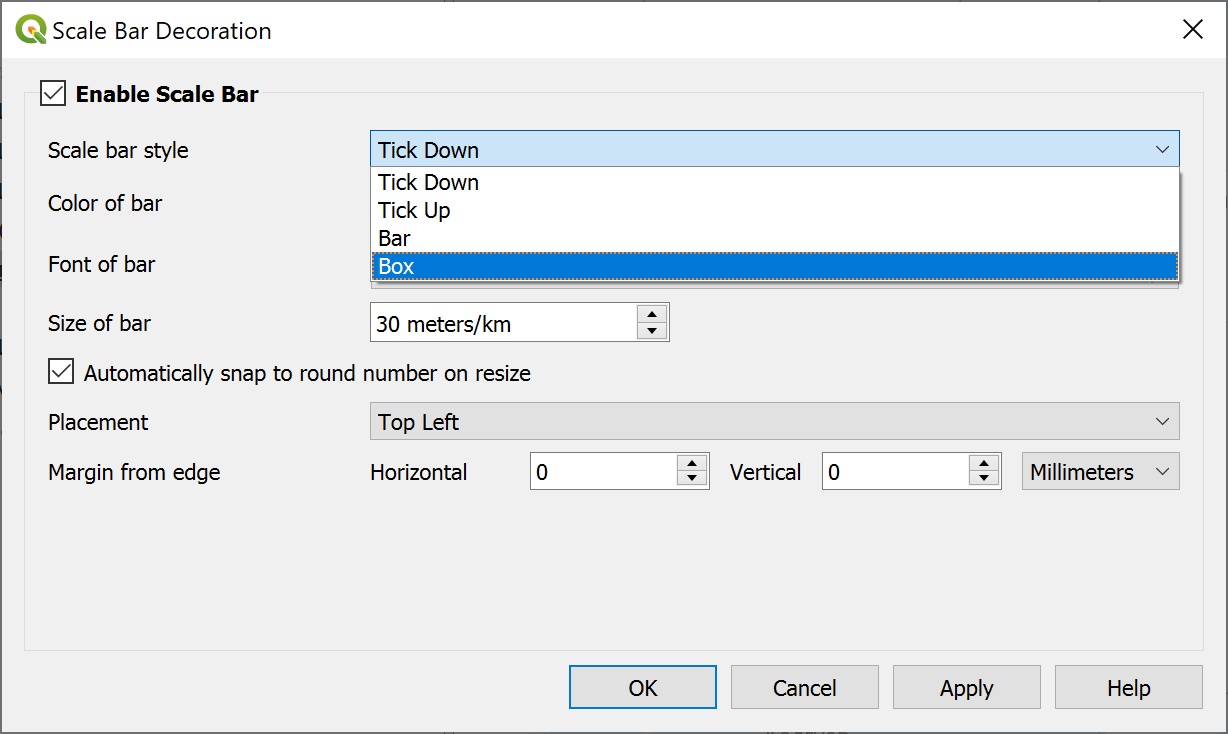 Scale Bar Decoration
Enable Scale Bar
Scale bar style Tick Down
Tick Down
Color of bar
Tick Up
Bar
Font of bar
Box
Size of bar 30 meters/km
Automatically snap to round number on resize
Placement Top Left
Margin from edge Horizontal 0 Vertical 0 Millimeters
OK Cancel Apply Help